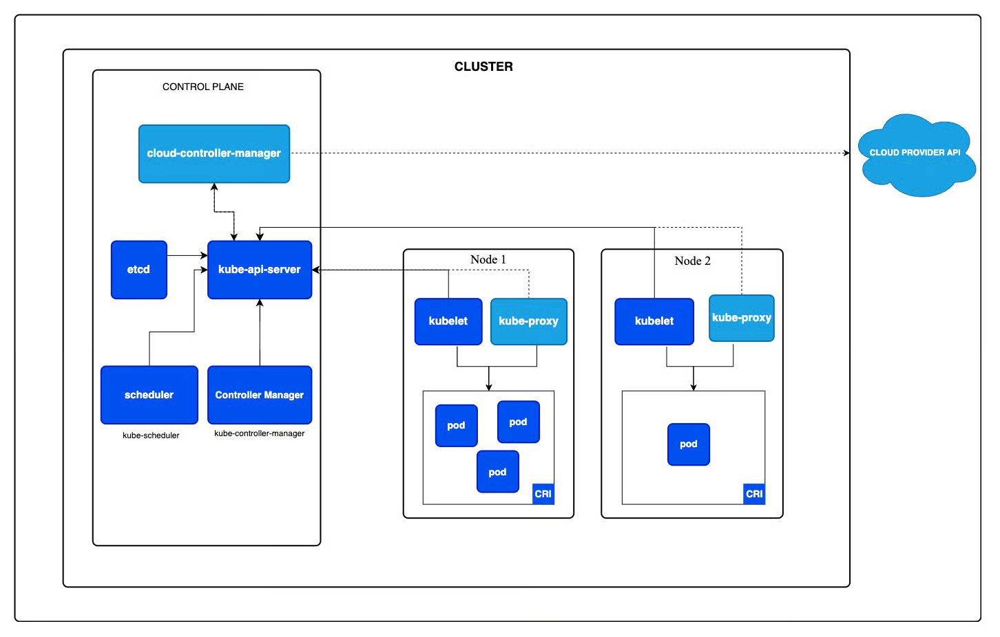 CLUSTER
CONTROL PLANE
cloud-controller-manager
CLOUD PROVIDER API
etcd
kube-api-server
scheduler
kube-scheduler
Controller Manager
kube-controller-manager
Node 1
kubelet
kube-proxy
pod
pod
pod
CRI
Node 2
kubelet
kube-proxy
pod
CRI